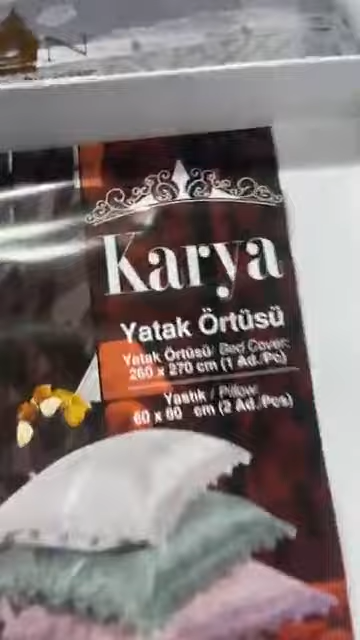 Karya
Yatak Örtüsü
Yatak Örtüsü/ Bed Cover:
260 x 270 cm (1 Ad./Pc)
Yastık / Pillow:
60 x 80 cm (2 Ad./Pcs)